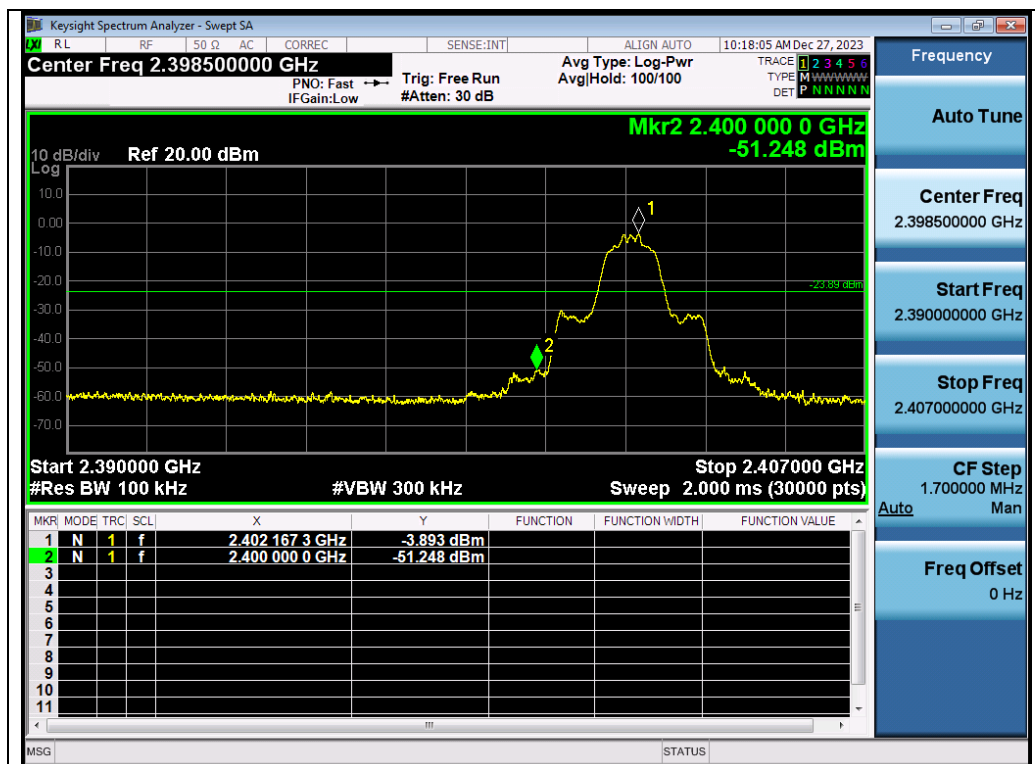 Keysight Spectrum Analyzer - Swept SA
LXI RL RF 50 Ω AC CORREC SENSE:INT ALIGN AUTO 10:18:05 AM Dec 27, 2023
Center Freq 2.398500000 GHz
PNO: Fast
IFGain:Low
Trig: Free Run
#Atten: 30 dB
Avg Type: Log-Pwr
Avg|Hold: 100/100
TRACE 1 2 3 4 5 6
TYPE M WWWWW
DET P N N N N N
Mkr2 2.400 000 0 GHz
-51.248 dBm
10 dB/div Ref 20.00 dBm
Log
10.0
0.00
-10.0
-20.0
-30.0
-40.0
-50.0
-60.0
-70.0
1
2
-23.89 dBm
Start 2.390000 GHz Stop 2.407000 GHz
#Res BW 100 kHz #VBW 300 kHz Sweep 2.000 ms (30000 pts)
MKR MODE TRC SCL X Y FUNCTION FUNCTION WIDTH FUNCTION VALUE
1 N 1 f 2.402 167 3 GHz -3.893 dBm
2 N 1 f 2.400 000 0 GHz -51.248 dBm
3
4
5
6
7
8
9
10
11
MSG STATUS
Frequency
Auto Tune
Center Freq
2.398500000 GHz
Start Freq
2.390000000 GHz
Stop Freq
2.407000000 GHz
CF Step
1.700000 MHz
Auto Man
Freq Offset
0 Hz